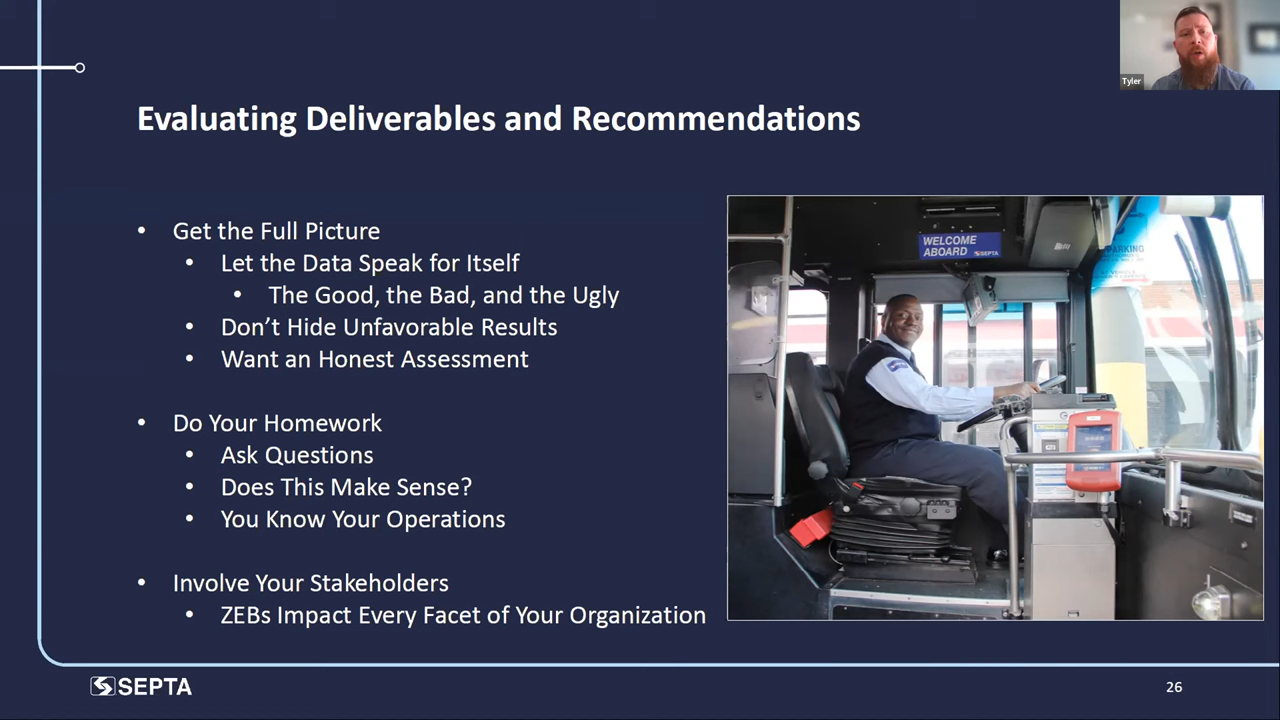 Tyler
Evaluating Deliverables and Recommendations
• Get the Full Picture
• Let the Data Speak for Itself
• The Good, the Bad, and the Ugly
• Don’t Hide Unfavorable Results
• Want an Honest Assessment
• Do Your Homework
• Ask Questions
• Does This Make Sense?
• You Know Your Operations
• Involve Your Stakeholders
• ZEBs Impact Every Facet of Your Organization
WELCOME
ABOARD
SEPTA
PARKING
SEPTA
26